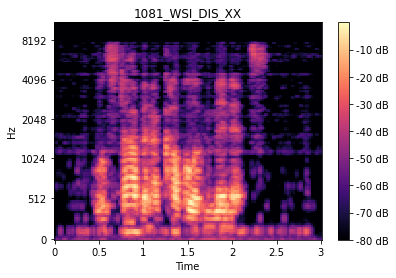 1081_WSI_DIS_XX
8192
4096
2048
1024
512
0
Hz
0 0.5 1 1.5 2 2.5 3
Time
-10 dB
-20 dB
-30 dB
-40 dB
-50 dB
-60 dB
-70 dB
-80 dB